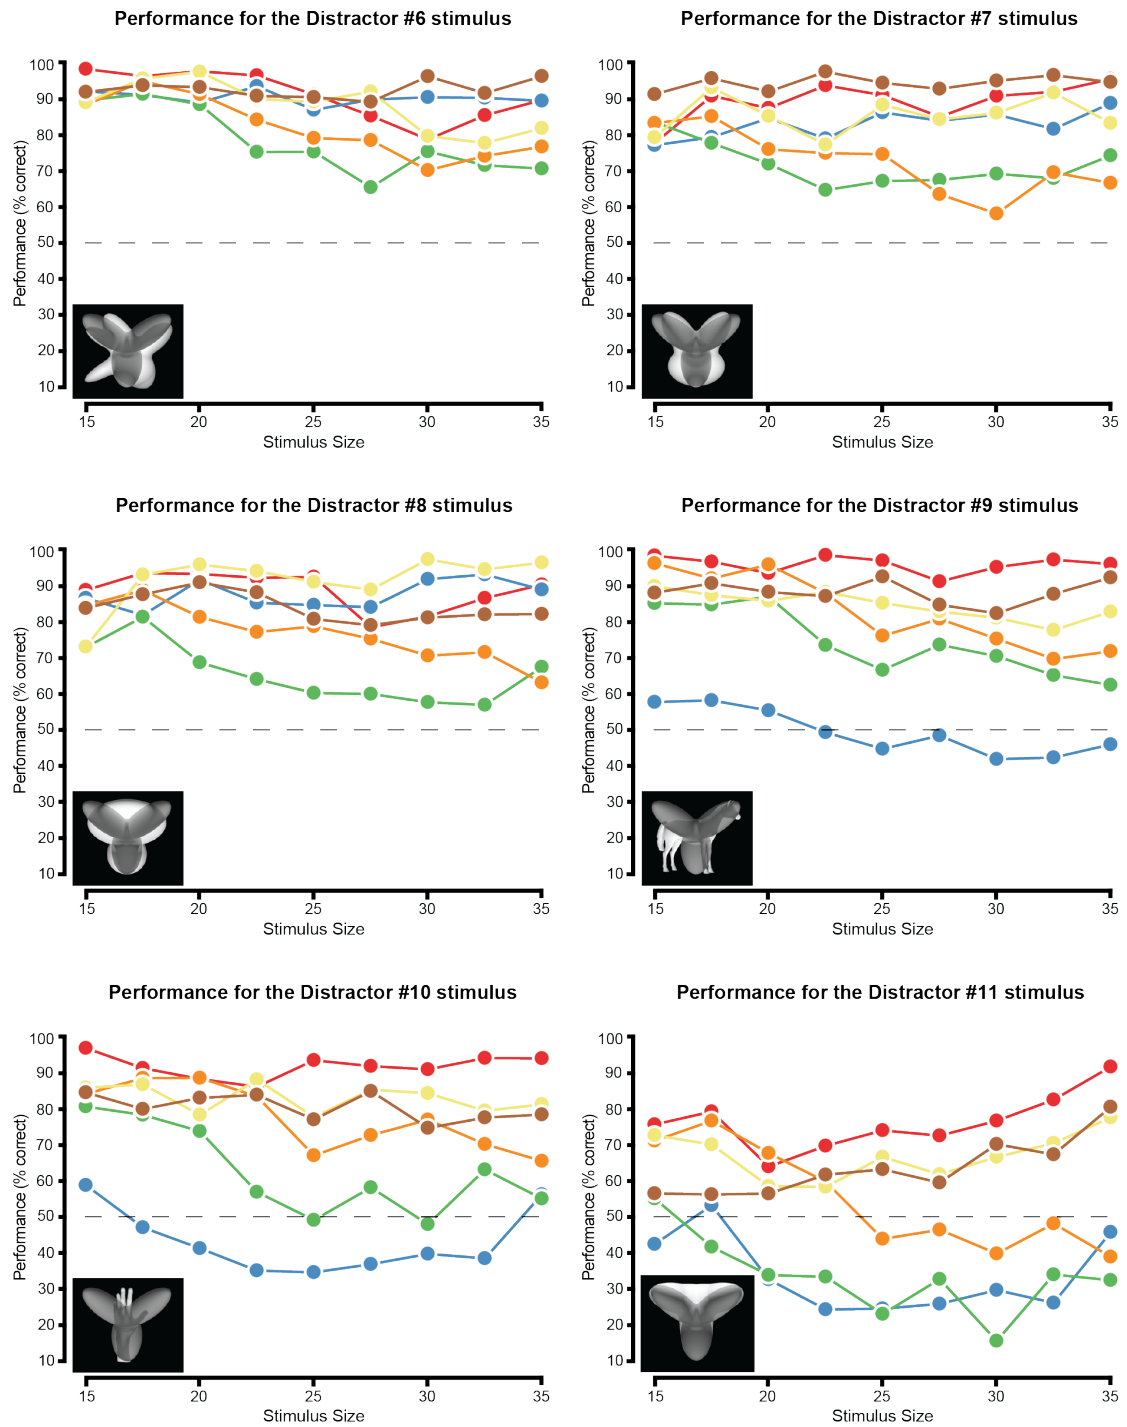 Performance for the Distractor #6 stimulus
100
90
80
70
60
50
40
30
20
10
Performance (% correct)
15 20 25 30 35
Stimulus Size
Performance for the Distractor #7 stimulus
100
90
80
70
60
50
40
30
20
10
Performance (% correct)
15 20 25 30 35
Stimulus Size
Performance for the Distractor #8 stimulus
100
90
80
70
60
50
40
30
20
10
Performance (% correct)
15 20 25 30 35
Stimulus Size
Performance for the Distractor #9 stimulus
100
90
80
70
60
50
40
30
20
10
Performance (% correct)
15 20 25 30 35
Stimulus Size
Performance for the Distractor #10 stimulus
100
90
80
70
60
50
40
30
20
10
Performance (% correct)
15 20 25 30 35
Stimulus Size
Performance for the Distractor #11 stimulus
100
90
80
70
60
50
40
30
20
10
Performance (% correct)
15 20 25 30 35
Stimulus Size